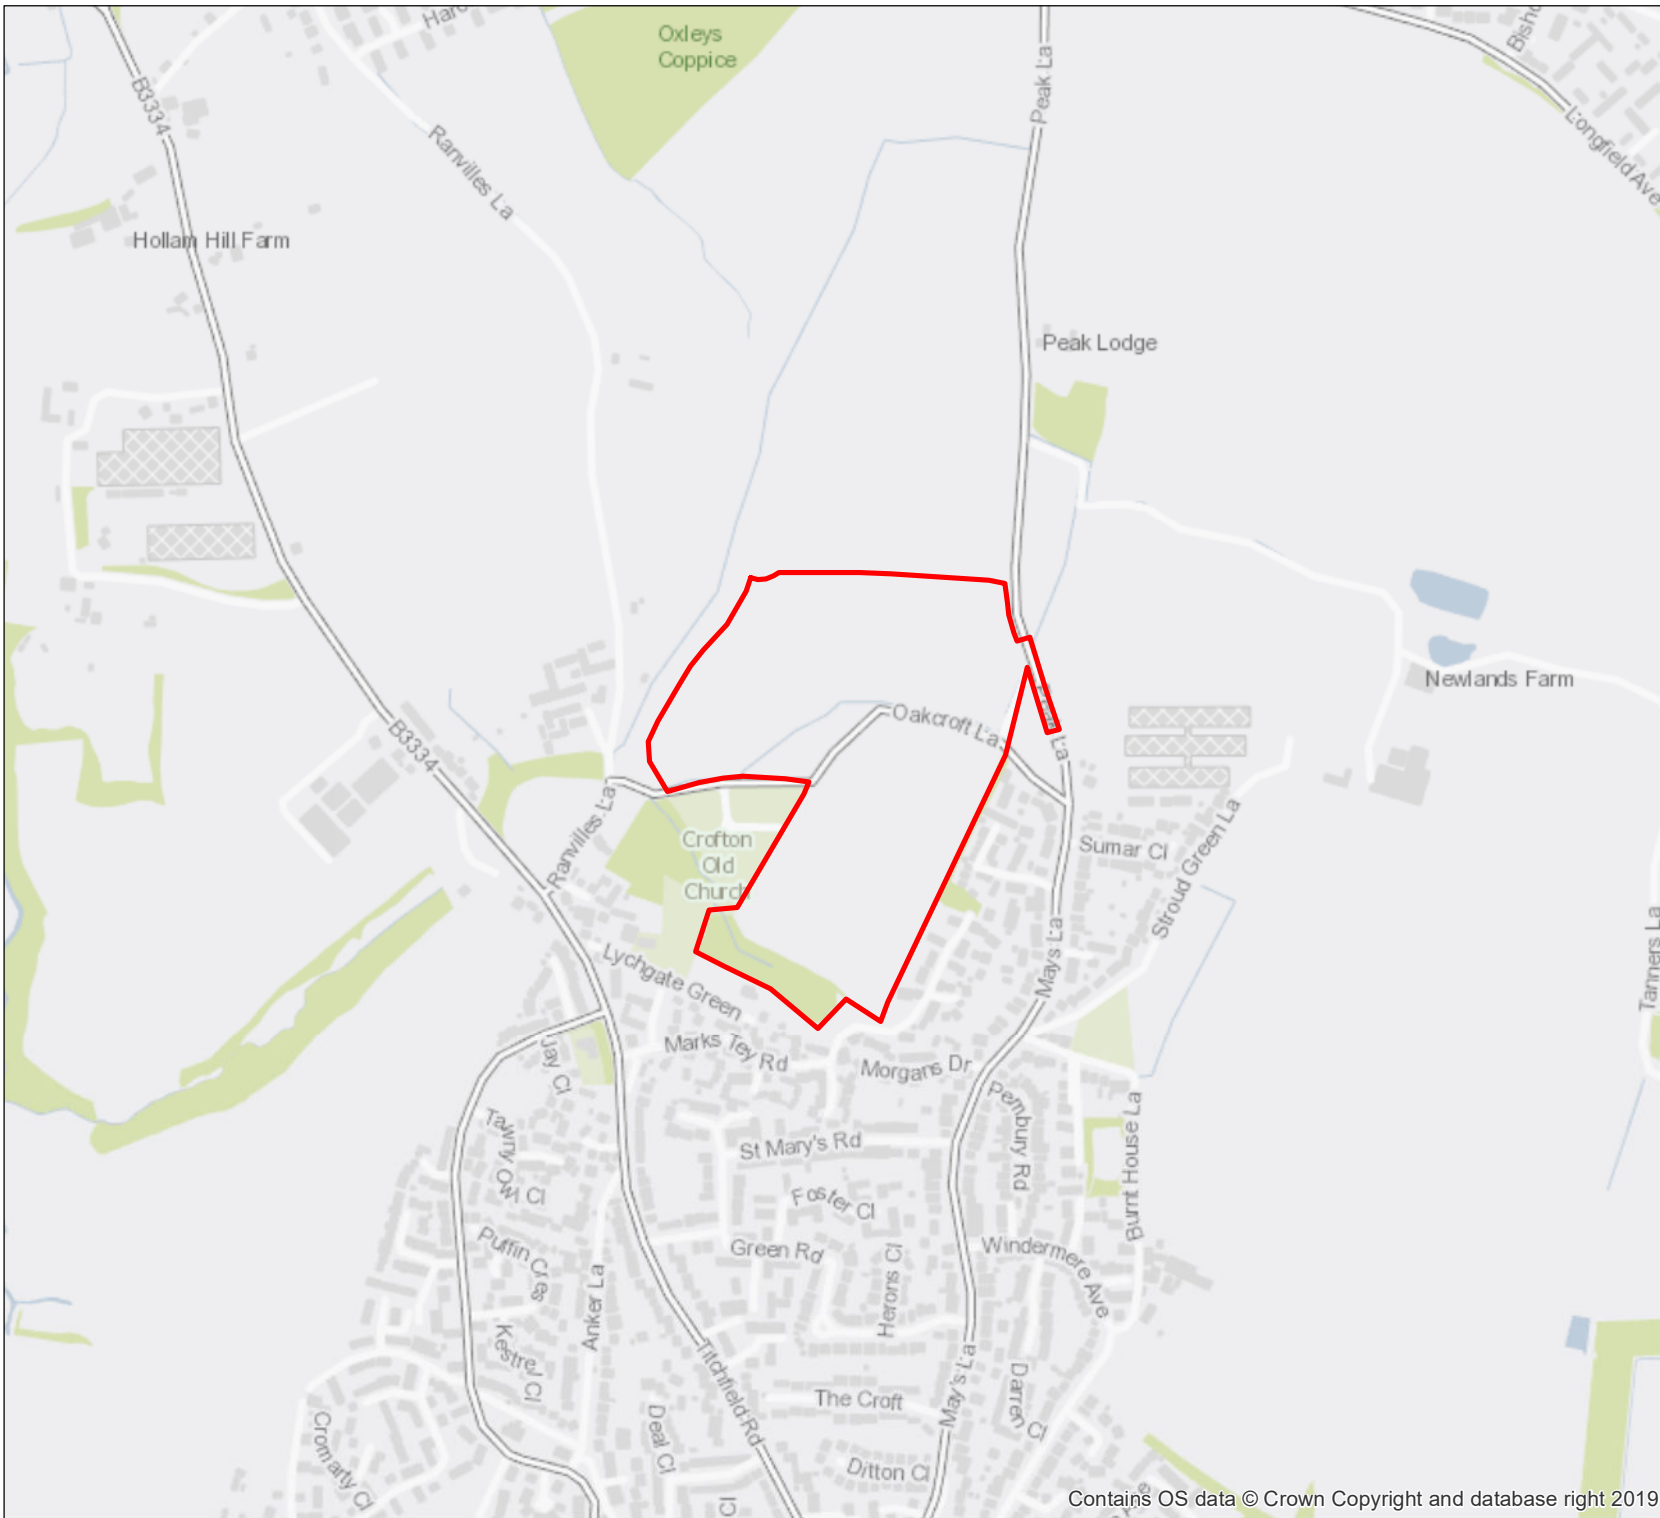 Oxleys
Coppice
B3334
Peak La
Longfield Ave
Ranvilles La
Hollam Hill Farm
Peak Lodge
Newlands Farm
Oakcroft La
B3334
Ranvilles La
Crofton
Old
Church
Sumar Cl
Stroud Green La
Mays La
Tanners La
Lychgate Green
Marks Tey Rd
Morgans Dr
Jay Cl
Tawny Owl Cl
Pembury Rd
Burnt House La
St Mary's Rd
Foster Cl
Green Rd
Herons Cl
Windermere Ave
Puffin Cres
Anker La
Kestrel Cl
Titchfield Rd
The Croft
May's La
Darren Cl
Cromarty Cl
Deal Cl
Ditton Cl
Cl
Contains OS data © Crown Copyright and database right 2019